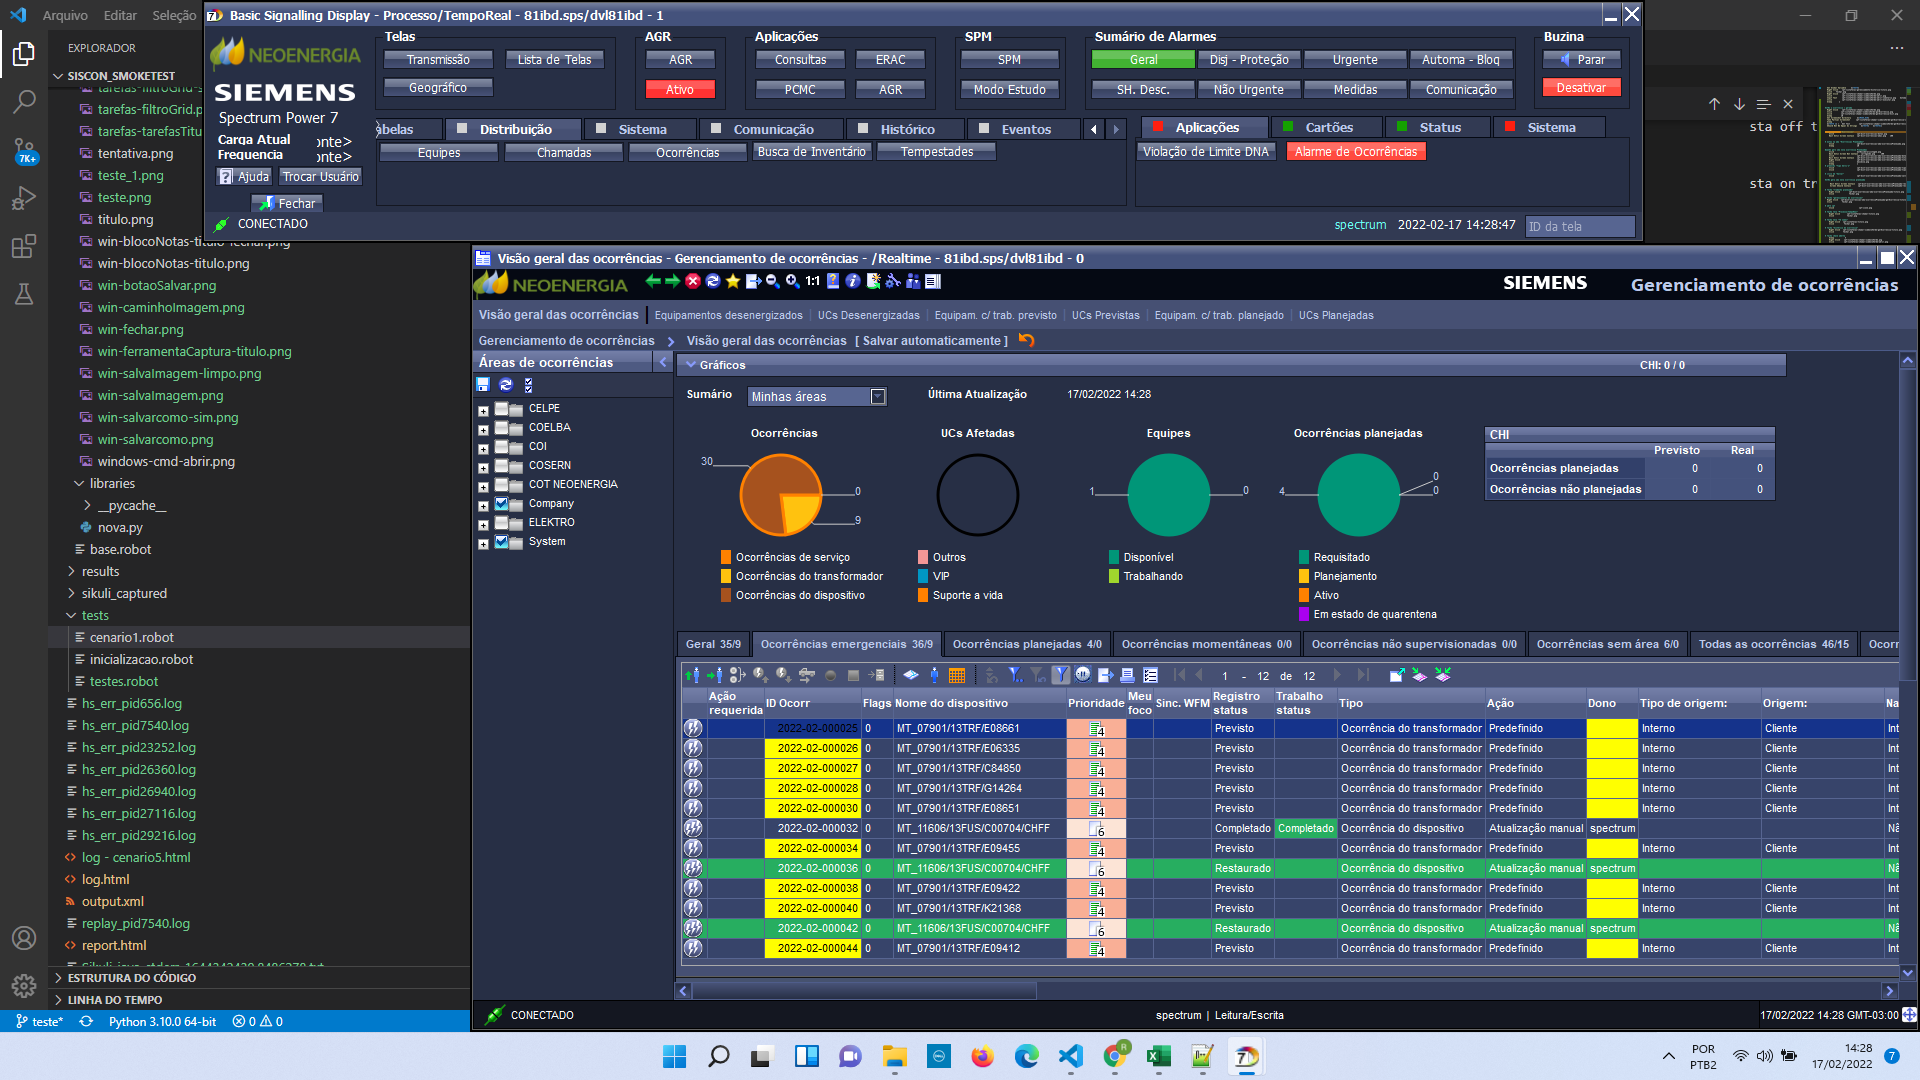 Arquivo Editar Seleção
EXPLORADOR
SISCON_SMOKETEST
tarefas-filtroGrid.p
tarefas-tarefasTitu
tentativa.png
teste_1.png
teste.png
titulo.png
win-blocoNotas-titulo-fechar.png
win-blocoNotas-titulo.png
win-botaoSalvar.png
win-caminhoImagem.png
win-fechar.png
win-ferramentaCaptura-titulo.png
win-salvaImagem-limpo.png
win-salvaImagem.png
win-salvarcomo-sim.png
win-salvarcomo.png
windows-cmd-abrir.png
libraries
__pycache__
nova.py
base.robot
results
sikuli_captured
tests
cenario1.robot
inicializacao.robot
testes.robot
hs_err_pid656.log
hs_err_pid7540.log
hs_err_pid23252.log
hs_err_pid26360.log
hs_err_pid26940.log
hs_err_pid27116.log
hs_err_pid29216.log
log - cenario5.html
log.html
output.xml
replay_pid7540.log
report.html
ESTRUTURA DO CÓDIGO
LINHA DO TEMPO
7K+
teste* Python 3.10.0 64-bit 0 0
sta off t
sta on tr
Basic Signalling Display - Processo/TempoReal - 81ibd.sps/dvl81ibd - 1
NEOENERGIA
SIEMENS
Spectrum Power 7
Carga Atual onte>
Frequencia onte>
Ajuda Trocar Usuário
Fechar
CONECTADO
Telas
Transmissão Lista de Telas
Geográfico
AGR
AGR
Ativo
Aplicações
Consultas ERAC
PCMC AGR
SPM
SPM
Modo Estudo
Sumário de Alarmes
Geral Disj - Proteção Urgente Automa - Bloq
SH. Desc. Não Urgente Medidas Comunicação
Buzina
Parar
Desativar
abelas Distribuição Sistema Comunicação Histórico Eventos
Equipes Chamadas Ocorrências Busca de Inventário Tempestades
Aplicações Cartões Status Sistema
Violação de Limite DNA Alarme de Ocorrências
spectrum 2022-02-17 14:28:47 ID da tela
Visão geral das ocorrências - Gerenciamento de ocorrências - /Realtime - 81ibd.sps/dvl81ibd - 0
NEOENERGIA 1:1 SIEMENS Gerenciamento de ocorrências
Visão geral das ocorrências Equipamentos desenergizados UCs Desenergizadas Equipam. c/ trab. previsto UCs Previstas Equipam. c/ trab. planejado UCs Planejadas
Gerenciamento de ocorrências Visão geral das ocorrências [ Salvar automaticamente ]
Áreas de ocorrências
CELPE
COELBA
COI
COSERN
COT NEOENERGIA
Company
ELEKTRO
System
Gráficos CHI: 0 / 0
Sumário Minhas áreas Última Atualização 17/02/2022 14:28
Ocorrências
30
0
9
Ocorrências de serviço
Ocorrências do transformador
Ocorrências do dispositivo
UCs Afetadas
Outros
VIP
Suporte a vida
Equipes
1 0
Disponível
Trabalhando
Ocorrências planejadas
4 0
0
Requisitado
Planejamento
Ativo
Em estado de quarentena
CHI
Previsto Real
Ocorrências planejadas 0 0
Ocorrências não planejadas 0 0
Geral 35/9 Ocorrências emergenciais 36/9 Ocorrências planejadas 4/0 Ocorrências momentâneas 0/0 Ocorrências não supervisionadas 0/0 Ocorrências sem área 6/0 Todas as ocorrências 46/15 Ocorr
1 - 12 de 12
Ação requerida ID Ocorr Flags Nome do dispositivo Prioridade Meu foco Sinc. WFM Registro status Trabalho status Tipo Ação Dono Tipo de origem: Origem: Na
2022-02-000025 0 MT_07901/13TRF/E08661 4 Previsto Ocorrência do transformador Predefinido Interno Cliente Int
2022-02-000026 0 MT_07901/13TRF/E06335 4 Previsto Ocorrência do transformador Predefinido Interno Cliente Int
2022-02-000027 0 MT_07901/13TRF/C84850 4 Previsto Ocorrência do transformador Predefinido Interno Cliente Int
2022-02-000028 0 MT_07901/13TRF/G14264 4 Previsto Ocorrência do transformador Predefinido Interno Cliente Int
2022-02-000030 0 MT_07901/13TRF/E08651 4 Previsto Ocorrência do transformador Predefinido Interno Cliente Int
2022-02-000032 0 MT_11606/13FUS/C00704/CHFF 6 Completado Completado Ocorrência do dispositivo Atualização manual spectrum Nã
2022-02-000034 0 MT_07901/13TRF/E09455 4 Previsto Ocorrência do transformador Predefinido Interno Cliente Int
2022-02-000036 0 MT_11606/13FUS/C00704/CHFF 6 Restaurado Ocorrência do dispositivo Atualização manual spectrum Nã
2022-02-000038 0 MT_07901/13TRF/E09422 4 Previsto Ocorrência do transformador Predefinido Interno Cliente Int
2022-02-000040 0 MT_07901/13TRF/K21368 4 Previsto Ocorrência do transformador Predefinido Interno Cliente Int
2022-02-000042 0 MT_11606/13FUS/C00704/CHFF 6 Restaurado Ocorrência do dispositivo Atualização manual spectrum Nã
2022-02-000044 0 MT_07901/13TRF/E09412 4 Previsto Ocorrência do transformador Predefinido Interno Cliente Int
CONECTADO spectrum | Leitura/Escrita 17/02/2022 14:28 GMT-03:00
POR
PTB2
14:28
17/02/2022
7